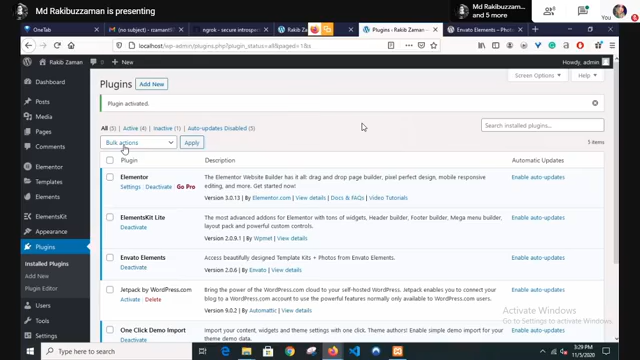 Md Rakibuzzaman is presenting
Md Rakibuzzam...
and 5 more
OneTab
(no subject) - rzamantl
ngrok - secure introsp
WordPre
Plugins ‹ Rakib Zaman
Envato Elements – Photos
localhost/wp-admin/plugins.php?plugin_status=all&paged=1&s
Rakib Zaman
0
New
Howdy, admin
Dashboard
Posts
Media
Pages
Comments
Elementor
Templates
Elements
ElementsKit
Appearance
Plugins
Installed Plugins
Add New
Plugin Editor
Users
Tools
Settings
Screen Options
Help
Plugins
Add New
Plugin activated.
All (5) | Active (4) | Inactive (1) | Auto-updates Disabled (5)
Search installed plugins...
Bulk actions
Apply
5 items
Plugin
Description
Automatic Updates
Elementor
Settings | Deactivate | Go Pro
The Elementor Website Builder has it all: drag and drop page builder, pixel perfect design, mobile responsive
editing, and more. Get started now!
Version 3.0.13 | By Elementor.com | View details | Docs & FAQs | Video Tutorials
Enable auto-updates
ElementsKit Lite
Deactivate
The most advanced addons for Elementor with tons of widgets, Header builder, Footer builder, Mega menu builder,
layout pack and powerful custom controls.
Version 2.0.9.1 | By Wpmet | View details
Enable auto-updates
Envato Elements
Deactivate
Access beautifully designed Template Kits + Photos from Envato Elements.
Version 2.0.6 | By Envato | View details
Enable auto-updates
Jetpack by WordPress.com
Activate | Delete
Bring the power of the WordPress.com cloud to your self-hosted WordPress. Jetpack enables you to connect your
blog to a WordPress.com account to use the powerful features normally only available to WordPress.com users.
Version 9.0.2 | By Automattic | View details
Enable auto-updates
One Click Demo Import
Deactivate
Import your content, widgets and theme settings with one click. Theme authors! Enable simple demo import for
Enable auto-updates
Activate Windows
Go to Settings to activate Windows.
Type here to search
3:29 PM
11/3/2020